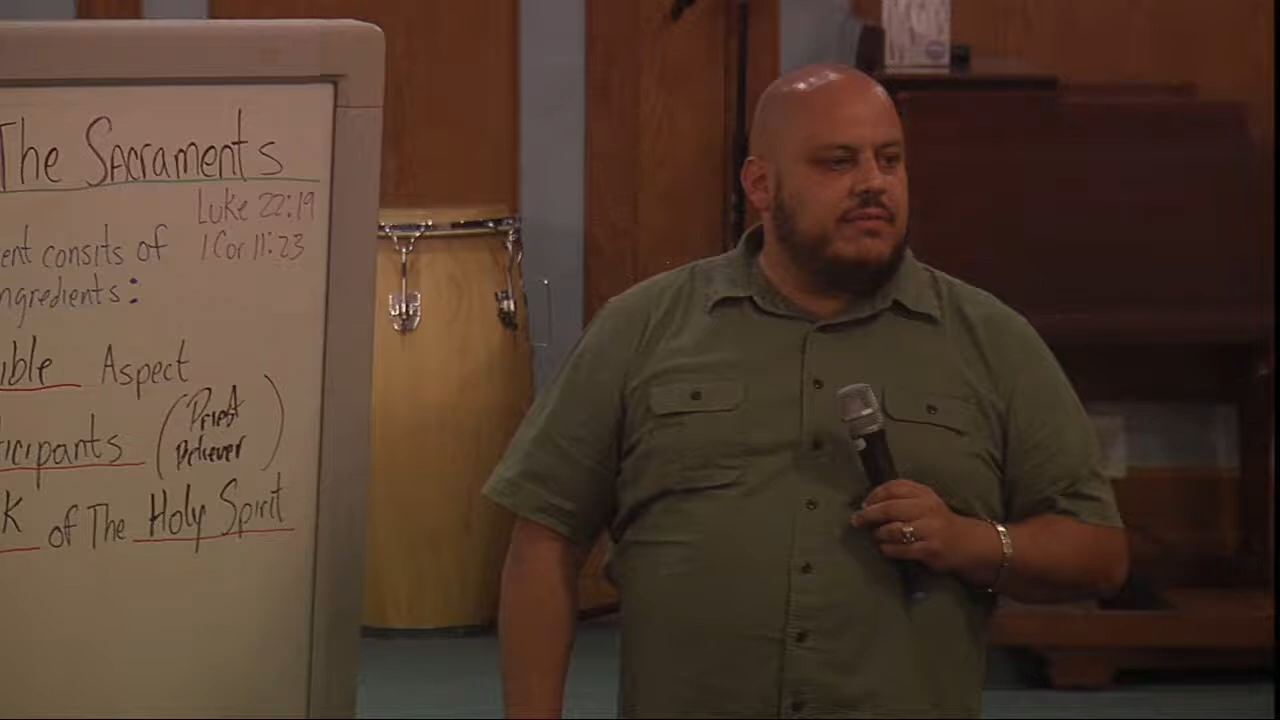 The Sacraments
Luke 22:19
ent consits of 1 Cor 11:23
ngredients:
ible Aspect
ticipants (Priest
Believer)
K of The Holy Spirit